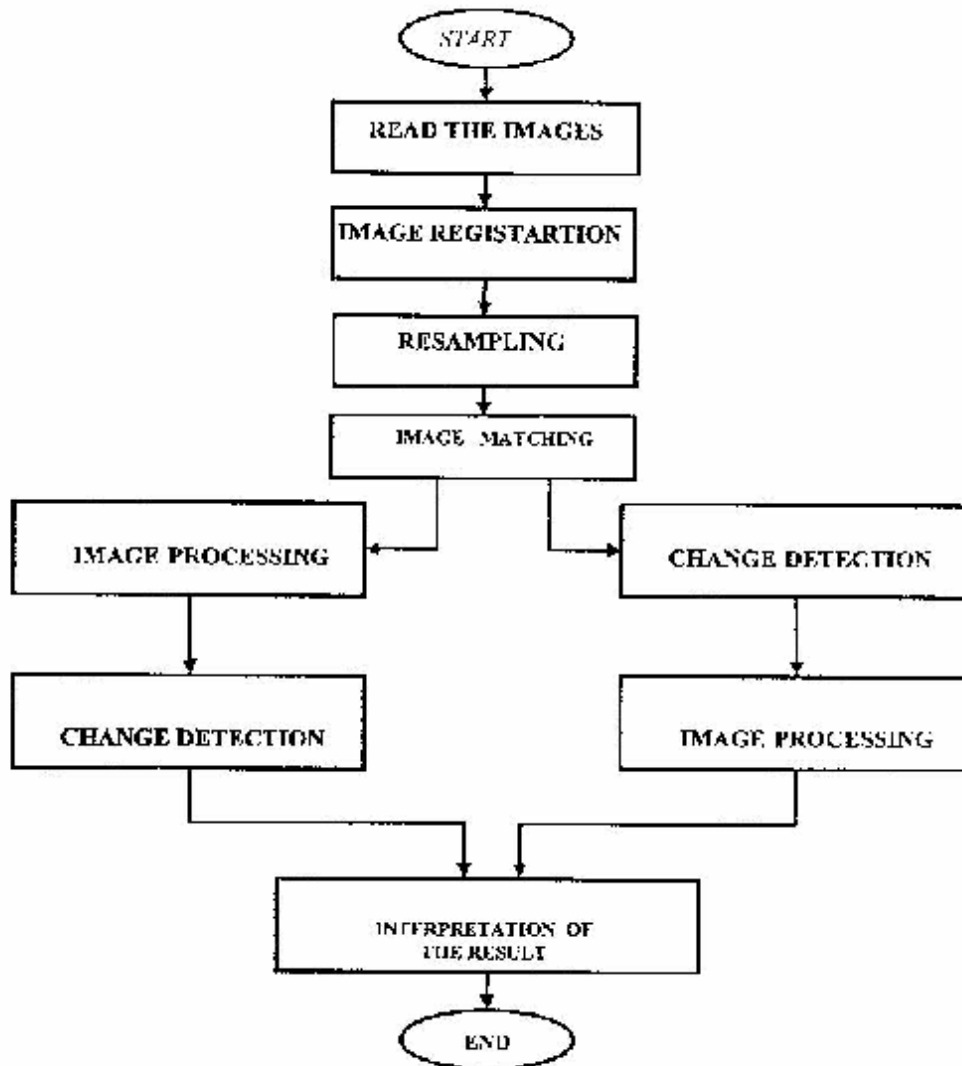 START
READ THE IMAGES
IMAGE REGISTARTION
RESAMPLING
IMAGE MATCHING
IMAGE PROCESSING
CHANGE DETECTION
CHANGE DETECTION
IMAGE PROCESSING
INTERPRETATION OF
THE RESULT
END